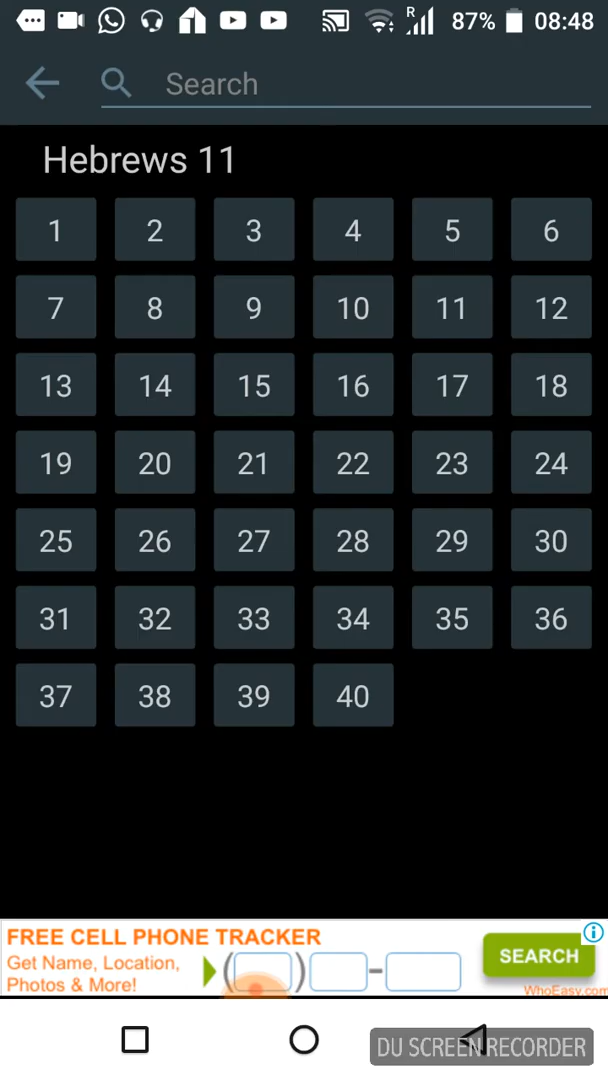 R 87% 08:48
Search
Hebrews 11
1 2 3 4 5 6
7 8 9 10 11 12
13 14 15 16 17 18
19 20 21 22 23 24
25 26 27 28 29 30
31 32 33 34 35 36
37 38 39 40
FREE CELL PHONE TRACKER
Get Name, Location,
Photos & More!
( ) -
SEARCH
WhoEasy.com
DU SCREEN RECORDER